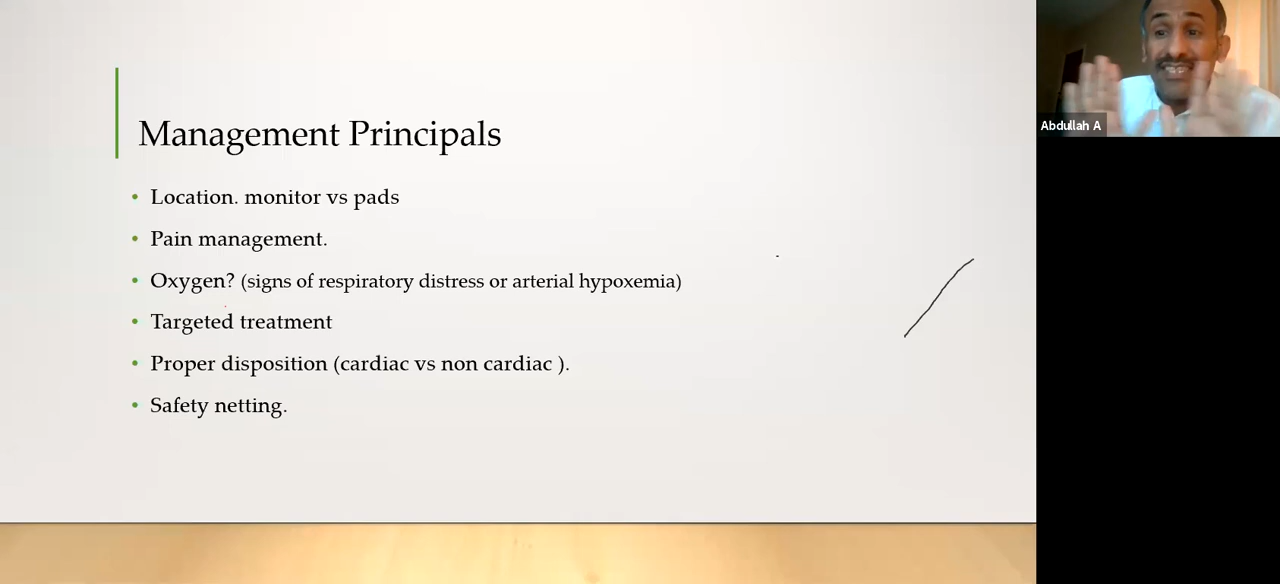 Management Principals
• Location. monitor vs pads
• Pain management.
• Oxygen? (signs of respiratory distress or arterial hypoxemia)
• Targeted treatment
• Proper disposition (cardiac vs non cardiac ).
• Safety netting.
Abdullah A